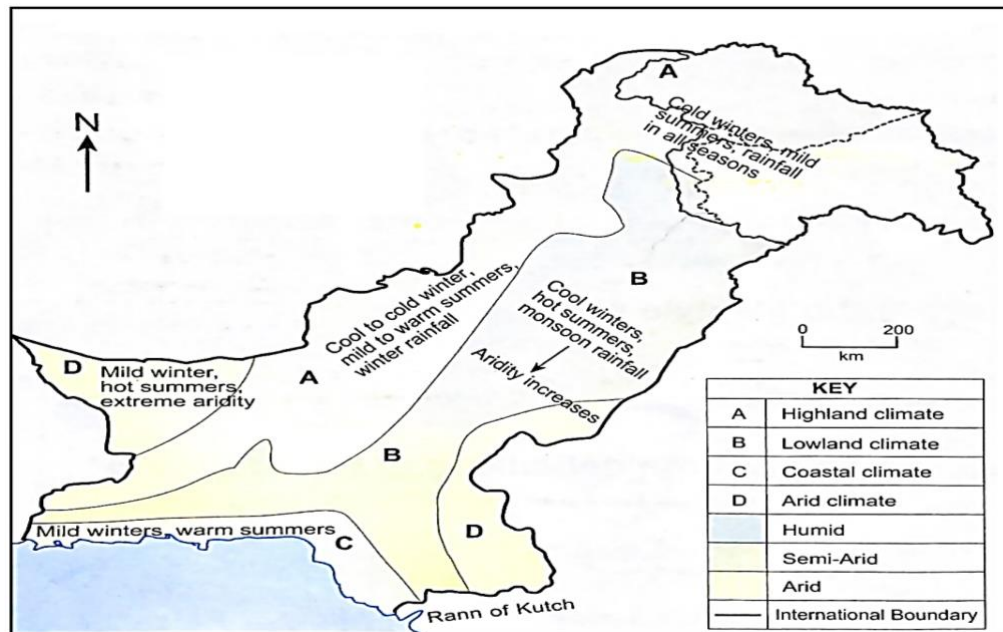 N
A
Cold winters, mild
summers, rainfall
in all seasons
B
Cool to cold winter,
mild to warm summers,
winter rainfall
A
Cool winters,
hot summers,
monsoon rainfall
Aridity increases
D
Mild winter,
hot summers,
extreme aridity
B
Mild winters, warm summers
C
D
Rann of Kutch
0 200
km
KEY
A Highland climate
B Lowland climate
C Coastal climate
D Arid climate
Humid
Semi-Arid
Arid
International Boundary